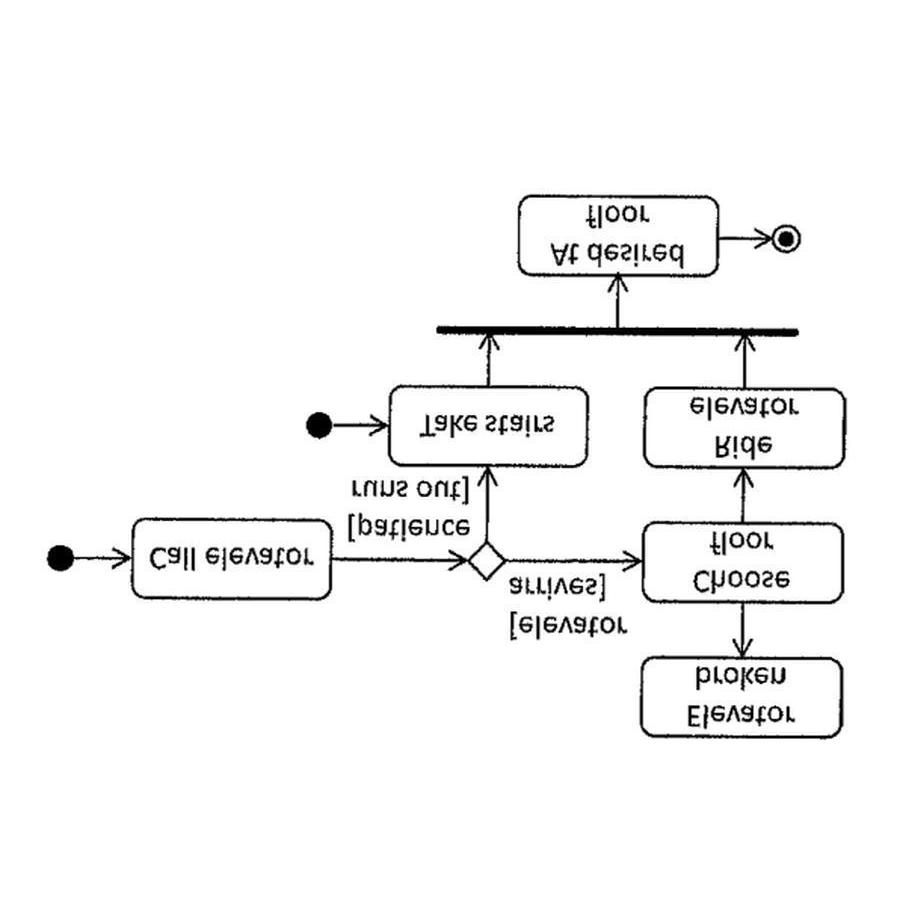 Elevator
broken
[elevator
arrives]
Choose
floor
Call elevator
[patience
runs out]
Ride
elevator
Take stairs
At desired
floor